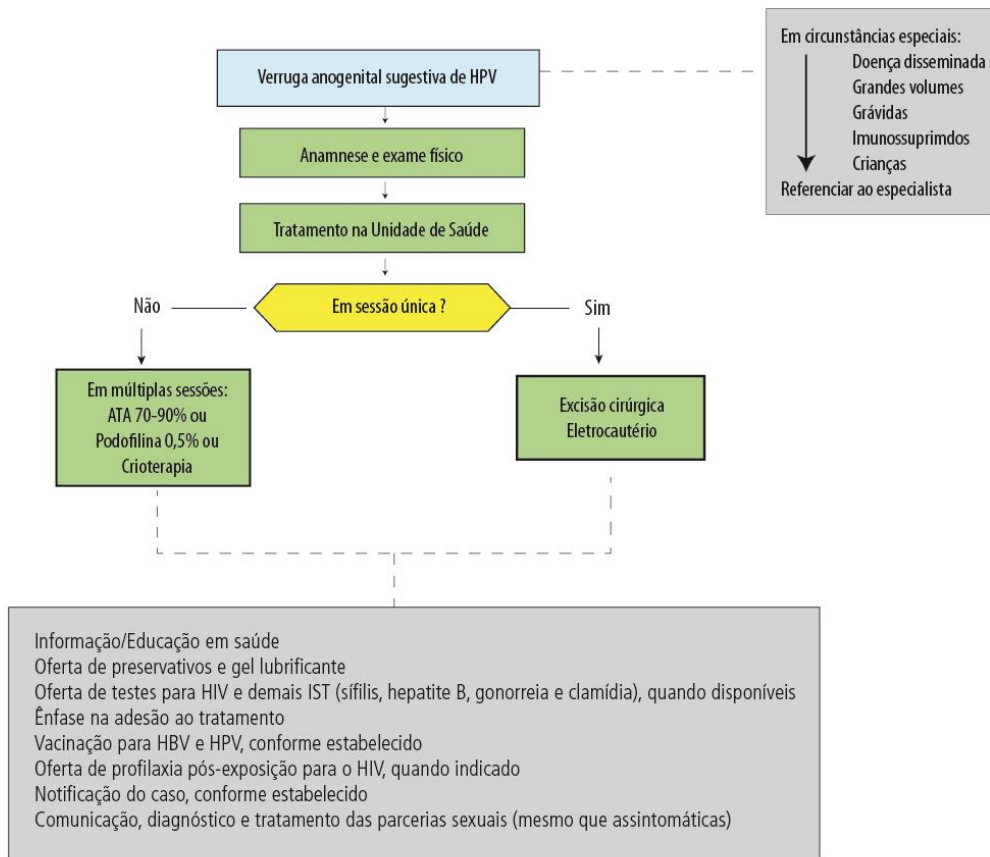 Em circunstâncias especiais:
Doença disseminada
Grandes volumes
Grávidas
Imunossuprimdos
Crianças
Referenciar ao especialista
Verruga anogenital sugestiva de HPV
Anamnese e exame físico
Tratamento na Unidade de Saúde
Em sessão única ?
Não
Sim
Em múltiplas sessões:
ATA 70-90% ou
Podofilina 0,5% ou
Crioterapia
Excisão cirúrgica
Eletrocautério
Informação/Educação em saúde
Oferta de preservativos e gel lubrificante
Oferta de testes para HIV e demais IST (sífilis, hepatite B, gonorreia e clamídia), quando disponíveis
Ênfase na adesão ao tratamento
Vacinação para HBV e HPV, conforme estabelecido
Oferta de profilaxia pós-exposição para o HIV, quando indicado
Notificação do caso, conforme estabelecido
Comunicação, diagnóstico e tratamento das parcerias sexuais (mesmo que assintomáticas)